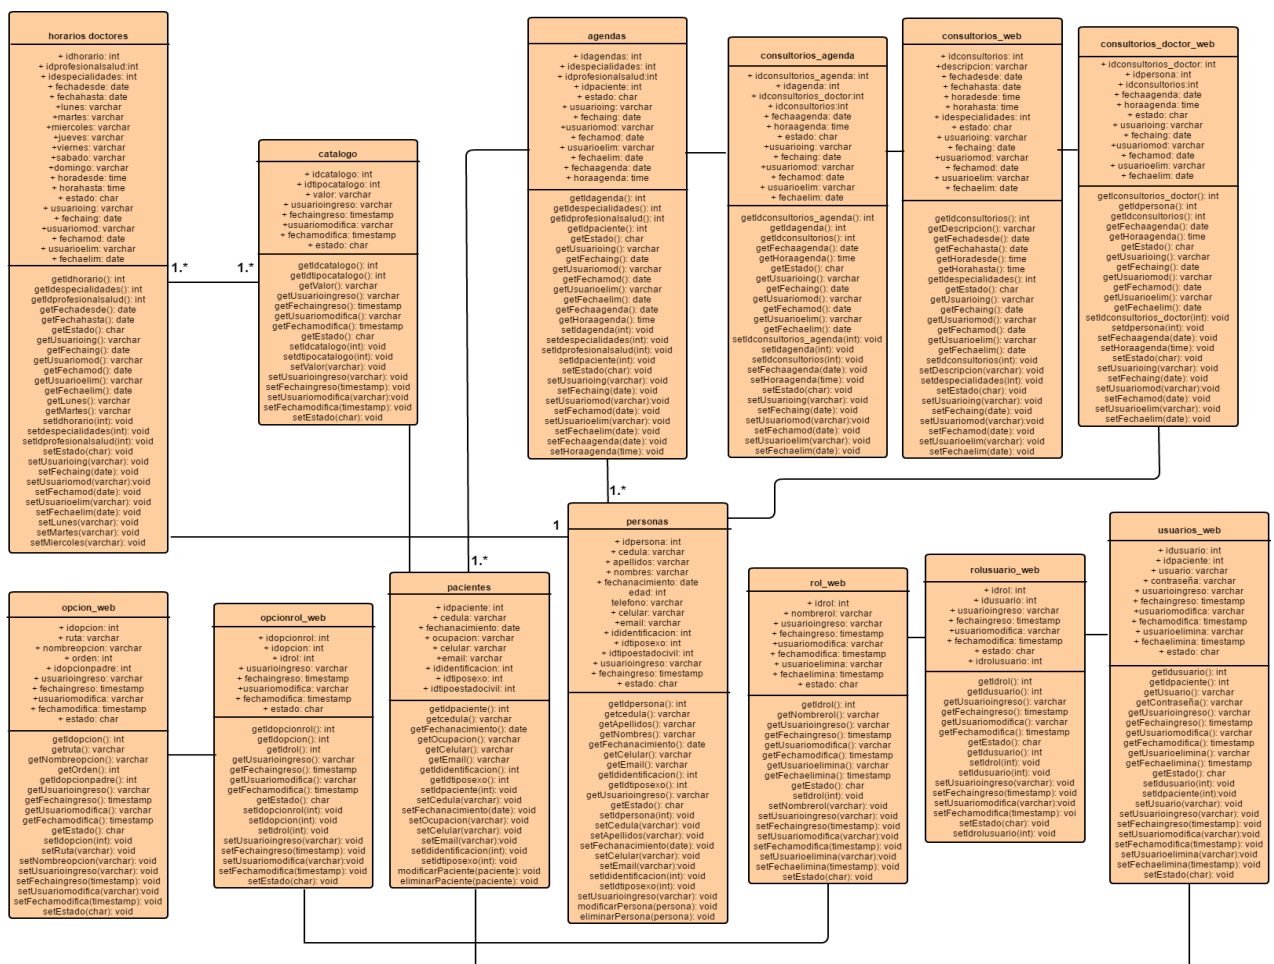 horarios doctores
+ idhorario: int
+ idprofesionalsalud:int
+ idespecialidades: int
+ fechadesde: date
+ fechahasta: date
+lunes: varchar
+martes: varchar
+miercoles: varchar
+jueves: varchar
+viernes: varchar
+sabado: varchar
+domingo: varchar
+ horadesde: time
+ horahasta: time
+ estado: char
+ usuarioing: varchar
+ fechaing: date
+usuariomod: varchar
+ fechamod: date
+ usuarioelim: varchar
+ fechaelim: date
getIdhorario(): int
getIdespecialidades(): int
getIdprofesionalsalud(): int
getFechadesde(): date
getFechahasta(): date
getEstado(): char
getUsuarioing(): varchar
getFechaing(): date
getUsuariomod(): varchar
getFechamod(): date
getUsuarioelim(): varchar
getFechaelim(): date
getLunes(): varchar
getMartes(): varchar
setIdhorario(int): void
setdespecialidades(int): void
setIdprofesionalsalud(int): void
setEstado(char): void
setUsuarioing(varchar): void
setFechaing(date): void
setUsuariomod(varchar):void
setFechamod(date): void
setUsuarioelim(varchar): void
setFechaelim(date): void
setLunes(varchar): void
setMartes(varchar): void
setMiercoles(varchar): void
1.*
1.*
catalogo
+ idcatalogo: int
+ idtipocatalogo: int
+ valor: varchar
+ usuarioingreso: varchar
+ fechaingreso: timestamp
+usuariomodifica: varchar
+ fechamodifica: timestamp
+ estado: char
getIdcatalogo(): int
getIdtipocatalogo(): int
getValor(): varchar
getUsuarioingreso(): varchar
getFechaingreso(): timestamp
getUsuariomodifica(): varchar
getFechamodifica(): timestamp
getEstado(): char
setIdcatalogo(int): void
setdtipocatalogo(int): void
setValor(varchar): void
setUsuarioingreso(varchar): void
setFechaingreso(timestamp): void
setUsuariomodifica(varchar): void
setFechamodifica(timestamp): void
setEstado(char): void
agendas
+ idagendas: int
+ idespecialidades: int
+ idprofesionalsalud:int
+ idpaciente: int
+ estado: char
+ usuarioing: varchar
+ fechaing: date
+usuariomod: varchar
+ fechamod: date
+ usuarioelim: varchar
+ fechaelim: date
+ fechaagenda: date
+ horaagenda: time
getIdagenda(): int
getIdespecialidades(): int
getIdprofesionalsalud(): int
getIdpaciente(): int
getEstado(): char
getUsuarioing(): varchar
getFechaing(): date
getUsuariomod(): varchar
getFechamod(): date
getUsuarioelim(): varchar
getFechaelim(): date
getFechaagenda(): date
getHoraagenda(): time
setIdagenda(int): void
setdespecialidades(int): void
setIdprofesionalsalud(int): void
setIdpaciente(int): void
setEstado(char): void
setUsuarioing(varchar): void
setFechaing(date): void
setUsuariomod(varchar): void
setFechamod(date): void
setUsuarioelim(varchar): void
setFechaelim(date): void
setFechaagenda(date): void
setHoraagenda(time): void
consultorios_agenda
+ idconsultorios_agenda: int
+ idagenda: int
+ idconsultorios_doctor:int
+ idconsultorios:int
+ fechaagenda: date
+ horaagenda: time
+ estado: char
+usuarioing: varchar
+ fechaing: date
+usuariomod: varchar
+ fechamod: date
+ usuarioelim: varchar
+ fechaelim: date
getIdconsultorios_agenda(): int
getIdagenda(): int
getIdconsultorios(): int
getFechaagenda(): date
getHoraagenda(): time
getEstado(): char
getUsuarioing(): varchar
getFechaing(): date
getUsuariomod(): varchar
getFechamod(): date
getUsuarioelim(): varchar
getFechaelim(): date
setIdconsultorios_agenda(int): void
setIdagenda(int): void
setIdconsultorios(int): void
setFechaagenda(date): void
setHoraagenda(time): void
setEstado(char): void
setUsuarioing(varchar): void
setFechaing(date): void
setUsuariomod(varchar):void
setFechamod(date): void
setUsuarioelim(varchar): void
setFechaelim(date): void
consultorios_web
+ idconsultorios: int
+descripcion: varchar
+ fechadesde: date
+ fechahasta: date
+ horadesde: time
+ horahasta: time
+ idespecialidades: int
+ estado: char
+ usuarioing: varchar
+ fechaing: date
+usuariomod: varchar
+ fechamod: date
+ usuarioelim: varchar
+ fechaelim: date
getIdconsultorios(): int
getDescripcion(): varchar
getFechadesde(): date
getFechahasta(): date
getHoradesde(): time
getHorahasta(): time
getIdespecialidades(): int
getEstado(): char
getUsuarioing(): varchar
getFechaing(): date
getUsuariomod(): varchar
getFechamod(): date
getUsuarioelim(): varchar
getFechaelim(): date
setIdconsultorios(int): void
setDescripcion(varchar): void
setdespecialidades(int): void
setEstado(char): void
setUsuarioing(varchar): void
setFechaing(date): void
setUsuariomod(varchar):void
setFechamod(date): void
setUsuarioelim(varchar): void
setFechaelim(date): void
consultorios_doctor_web
+ idconsultorios_doctor: int
+ idpersona: int
+ idconsultorios:int
+ fechaagenda: date
+ horaagenda: time
+ estado: char
+ usuarioing: varchar
+ fechaing: date
+usuariomod: varchar
+ fechamod: date
+ usuarioelim: varchar
+ fechaelim: date
getIconsultorios_doctor(): int
getIdpersona(): int
getIdconsultorios(): int
getFechaagenda(): date
getHoraagenda(): time
getEstado(): char
getUsuarioing(): varchar
getFechaing(): date
getUsuariomod(): varchar
getFechamod(): date
getUsuarioelim(): varchar
getFechaelim(): date
setIdconsultorios_doctor(int): void
setdpersona(int): void
setFechaagenda(date): void
setHoraagenda(time): void
setEstado(char): void
setUsuarioing(varchar): void
setFechaing(date): void
setUsuariomod(varchar):void
setFechamod(date): void
setUsuarioelim(varchar): void
setFechaelim(date): void
1.*
1
1.*
opcion_web
+ idopcion: int
+ ruta: varchar
+ nombreopcion: varchar
+ orden: int
+ idopcionpadre: int
+ usuarioingreso: varchar
+ fechaingreso: timestamp
+usuariomodifica: varchar
+ fechamodifica: timestamp
+ estado: char
getIdopcion(): int
getruta(): varchar
getNombreopcion(): varchar
getOrden(): int
getIdopcionpadre(): int
getUsuarioingreso(): varchar
getFechaingreso(): timestamp
getUsuariomodifica(): varchar
getFechamodifica(): timestamp
getEstado(): char
setIdopcion(int): void
setRuta(varchar): void
setNombreopcion(varchar): void
setUsuarioingreso(varchar): void
setFechaingreso(timestamp): void
setUsuariomodifica(varchar):void
setFechamodifica(timestamp): void
setEstado(char): void
opcionrol_web
+ idopcionrol: int
+ idopcion: int
+ idrol: int
+ usuarioingreso: varchar
+ fechaingreso: timestamp
+usuariomodifica: varchar
+ fechamodifica: timestamp
+ estado: char
getIdopcionrol(): int
getIdopcion(): int
getIdrol(): int
getUsuarioingreso(): varchar
getFechaingreso(): timestamp
getUsuariomodifica(): varchar
getFechamodifica(): timestamp
getEstado(): char
setIdopcionrol(int): void
setIdopcion(int): void
setIdrol(int): void
setUsuarioingreso(varchar): void
setFechaingreso(timestamp): void
setUsuariomodifica(varchar):void
setFechamodifica(timestamp): void
setEstado(char): void
pacientes
+ idpaciente: int
+ cedula: varchar
+ fechanacimiento: date
+ ocupacion: varchar
+ celular: varchar
+email: varchar
+ ididentificacion: int
+ idtiposexo: int
+ idtipoestadocivil: int
getIdpaciente(): int
getcedula(): varchar
getFechanacimiento(): date
getOcupacion(): varchar
getCelular(): varchar
getEmail(): varchar
getIdidentificacion(): int
getIdtiposexo(): int
setIdpaciente(int): void
setCedula(varchar): void
setFechanacimiento(date): void
setOcupacion(varchar): void
setCelular(varchar): void
setEmail(varchar): void
setIdidentificacion(int): void
setIdtiposexo(int): void
modificarPaciente(paciente): void
eliminarPaciente(paciente): void
personas
+ idpersona: int
+ cedula: varchar
+ apellidos: varchar
+ nombres: varchar
+ fechanacimiento: date
edad: int
telefono: varchar
+ celular: varchar
+email: varchar
+ ididentificacion: int
+ idtiposexo: int
+ idtipoestadocivil: int
+ usuarioingreso: varchar
+ fechaingreso: timestamp
+ estado: char
getIdpersona(): int
getcedula(): varchar
getApellidos(): varchar
getNombres(): varchar
getFechanacimiento(): date
getCelular(): varchar
getEmail(): varchar
getIdidentificacion(): int
getIdtiposexo(): int
getUsuarioingreso(): varchar
getEstado(): char
setIdpersona(int): void
setCedula(varchar): void
setApellidos(varchar): void
setFechanacimiento(date): void
setCelular(varchar): void
setEmail(varchar): void
setIdidentificacion(int): void
setIdtiposexo(int): void
setUsuarioingreso(varchar): void
modificarPersona(persona): void
eliminarPersona(persona): void
rol_web
+ idrol: int
+ nombrerol: varchar
+ usuarioingreso: varchar
+ fechaingreso: timestamp
+usuariomodifica: varchar
+ fechamodifica: timestamp
+ usuarioelimina: varchar
+ fechaelimina: timestamp
+ estado: char
getIdrol(): int
getNombrerol(): varchar
getUsuarioingreso(): varchar
getFechaingreso(): timestamp
getUsuariomodifica(): varchar
getFechamodifica(): timestamp
getUsuarioelimina(): varchar
getFechaelimina(): timestamp
getEstado(): char
setIdrol(int): void
setNombrerol(varchar): void
setUsuarioingreso(varchar): void
setFechaingreso(timestamp): void
setUsuariomodifica(varchar):void
setFechamodifica(timestamp): void
setUsuarioelimina(varchar): void
setFechaelimina(timestamp): void
setEstado(char): void
rolusuario_web
+ idrol: int
+ idusuario: int
+ usuarioingreso: varchar
+ fechaingreso: timestamp
+usuariomodifica: varchar
+ fechamodifica: timestamp
+ estado: char
+ idrolusuario: int
getIdrol(): int
getIdusuario(): int
getUsuarioingreso(): varchar
getFechaingreso(): timestamp
getUsuariomodifica(): varchar
getFechamodifica(): timestamp
getEstado(): char
getIdusuario(): int
setIdrol(int): void
setIdusuario(int): void
setUsuarioingreso(varchar): void
setFechaingreso(timestamp): void
setUsuariomodifica(varchar):void
setFechamodifica(timestamp): void
setEstado(char): void
setIdrolusuario(int): void
usuarios_web
+ idusuario: int
+ idpaciente: int
+ usuario: varchar
+ contraseña: varchar
+ usuarioingreso: varchar
+ fechaingreso: timestamp
+usuariomodifica: varchar
+ fechamodifica: timestamp
+ usuarioelimina: varchar
+ fechaelimina: timestamp
+ estado: char
getIdusuario(): int
getIdpaciente(): int
getUsuario(): varchar
getContraseña(): varchar
getUsuarioingreso(): varchar
getFechaingreso(): timestamp
getUsuariomodifica(): varchar
getFechamodifica(): timestamp
getUsuarioelimina(): varchar
getFechaelimina(): timestamp
getEstado(): char
setIdusuario(int): void
setIdpaciente(int): void
setUsuario(varchar): void
setUsuarioingreso(varchar): void
setFechaingreso(timestamp): void
setUsuariomodifica(varchar):void
setFechamodifica(timestamp): void
setUsuarioelimina(varchar): void
setFechaelimina(timestamp): void
setEstado(char): void